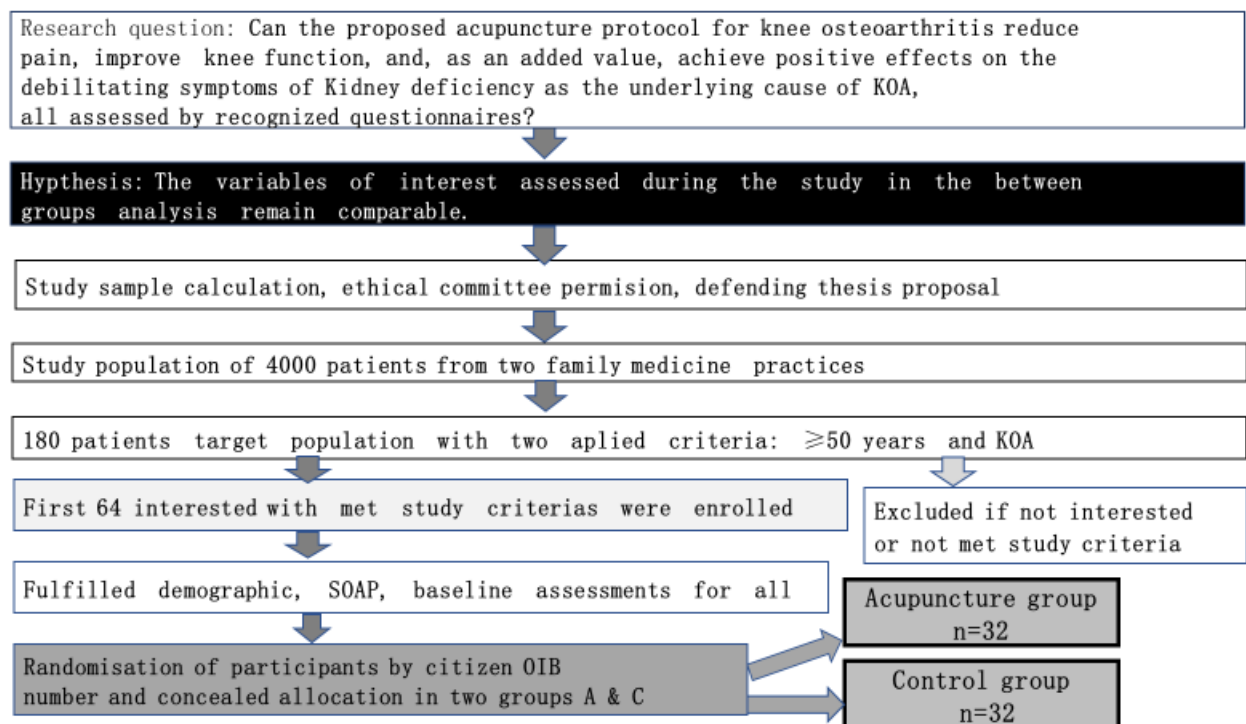 Research question: Can the proposed acupuncture protocol for knee osteoarthritis reduce
pain, improve knee function, and, as an added value, achieve positive effects on the
debilitating symptoms of Kidney deficiency as the underlying cause of KOA,
all assessed by recognized questionnaires?
Hypthesis: The variables of interest assessed during the study in the between
groups analysis remain comparable.
Study sample calculation, ethical committee permision, defending thesis proposal
Study population of 4000 patients from two family medicine practices
180 patients target population with two aplied criteria: ≥50 years and KOA
First 64 interested with met study criterias were enrolled
Excluded if not interested
or not met study criteria
Fulfilled demographic, SOAP, baseline assessments for all
Acupuncture group
n=32
Randomisation of participants by citizen OIB
number and concealed allocation in two groups A & C
Control group
n=32